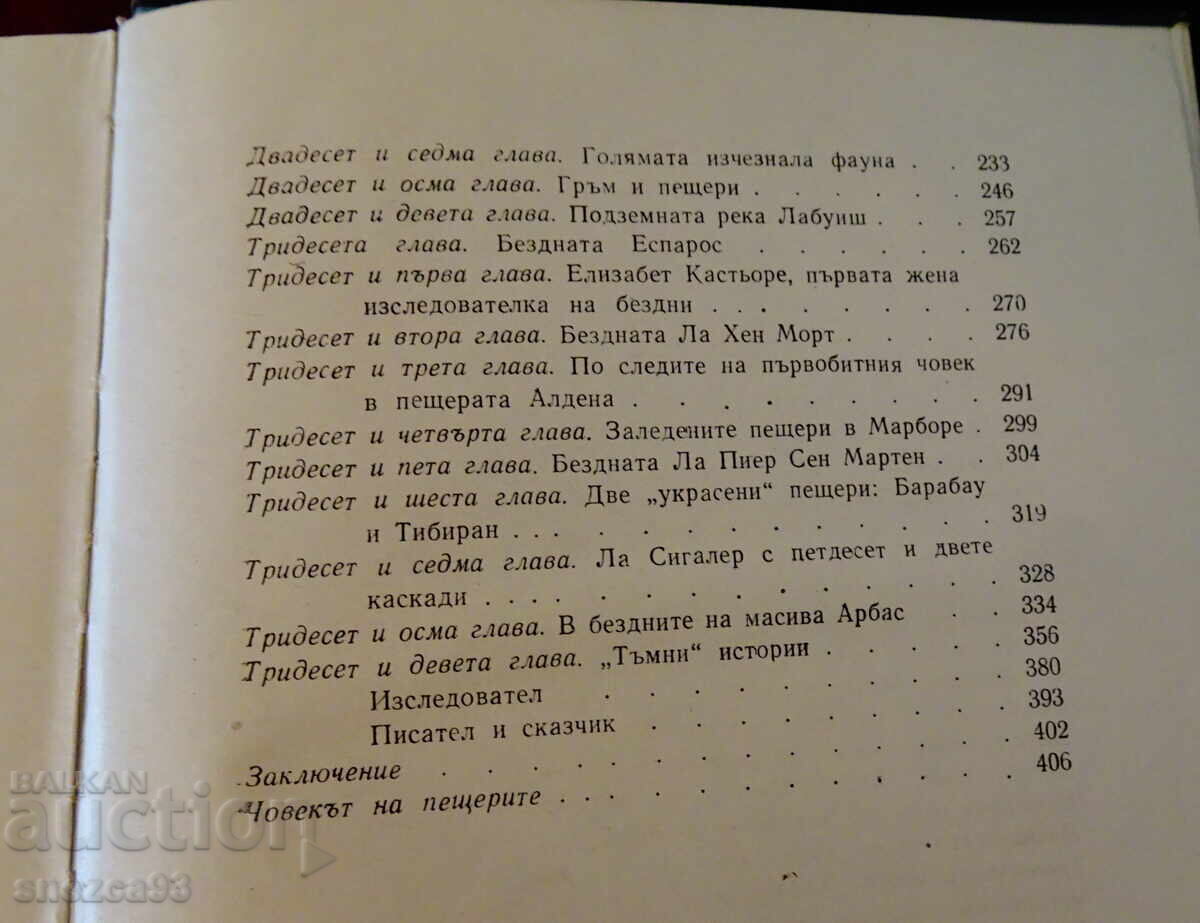 Двадесет и седма глава. Голямата изчезнала фауна . . 233
Двадесет и осма глава. Гръм и пещери . . . . . . 246
Двадесет и девета глава. Подземната река Лабуиш . . . 257
Тридесета глава. Бездната Еспарос . . . . . . 262
Тридесет и първа глава. Елизабет Кастьоре, първата жена
изследователка на бездни . . . . . . . . 270
Тридесет и втора глава. Бездната Ла Хен Морт . . . . 276
Тридесет и трета глава. По следите на първобитния човек
в пещерата Алдена . . . . . . . . . 291
Тридесет и четвърта глава. Заледените пещери в Марборе . 299
Тридесет и пета глава. Бездната Ла Пиер Сен Мартен . . 304
Тридесет и шеста глава. Две „украсени“ пещери: Барабау
и Тибиран . . . . . . . . . . . . 319
Тридесет и седма глава. Ла Сигалер с петдесет и двете
каскади . . . . . . . . . . . . . 328
Тридесет и осма глава. В бездните на масива Арбас . . 334
Тридесет и девета глава. „Тъмни“ истории . . . . . 356
Изследовател . . . . . . . . . . 380
Писател и сказчик . . . . . . . . . 393
Заключение . . . . . . . . . . . . . 402
Човекът на пещерите . . . . . . . . . . . 406
BALKAN
auction
snezca93